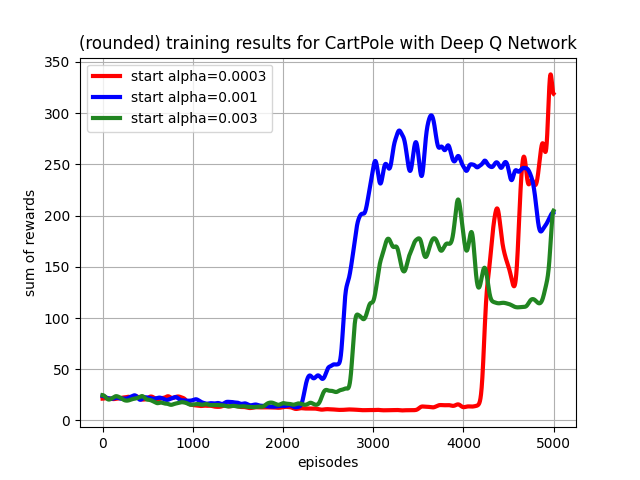 (rounded) training results for CartPole with Deep Q Network
350
300
250
200
150
100
50
0
sum of rewards
start alpha=0.0003
start alpha=0.001
start alpha=0.003
0
1000
2000
3000
4000
5000
episodes